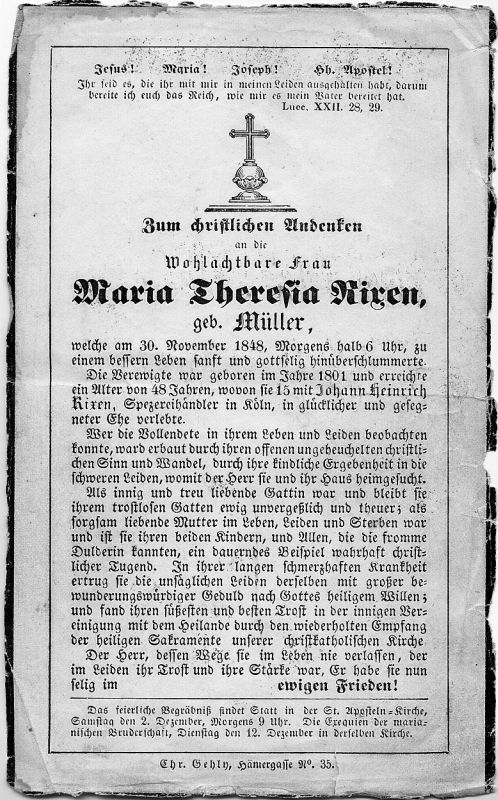 Jesus! Maria! Joseph! Hh. Apostel!
Ihr seid es, die ihr mit mir in meinen Leiden ausgehalten habt, darum
bereite ich euch das Reich, wie mir es mein Vater bereitet hat.
Luce. XXII. 28, 29.
Zum christlichen Andenken
an die
Wohlachtbare Frau
Maria Theresia Rixen,
geb. Müller,
welche am 30. November 1848, Morgens halb 6 Uhr, zu
einem bessern Leben sanft und gottselig hinüberschlummerte.
Die Verewigte war geboren im Jahre 1801 und erreichte
ein Alter von 48 Jahren, wovon sie 15 mit Johann Heinrich
Rixen, Spezereihändler in Köln, in glücklicher und geseg-
neter Ehe verlebte.
Wer die Vollendete in ihrem Leben und Leiden beobachten
konnte, ward erbaut durch ihren offenen ungeheuchelten christli-
chen Sinn und Wandel, durch ihre kindliche Ergebenheit in die
schweren Leiden, womit der Herr sie und ihr Haus heimgesucht.
Als innig und treu liebende Gattin war und bleibt sie
ihrem trostlosen Gatten ewig unvergeßlich und theuer; als
sorgsam liebende Mutter im Leben, Leiden und Sterben war
und ist sie ihren beiden Kindern, und Allen, die die fromme
Dulderin kannten, ein dauerndes Beispiel wahrhaft christ-
licher Tugend. In ihrer langen schmerzhaften Krankheit
ertrug sie die unsäglichen Leiden derselben mit großer be-
wunderungswürdiger Geduld nach Gottes heiligem Willen;
und fand ihren süßesten und besten Trost in der innigen Ver-
einigung mit dem Heilande durch den wiederholten Empfang
der heiligen Sakramente unserer christkatholischen Kirche
Der Herr, dessen Wege sie im Leben nie verlassen, der
im Leiden ihr Trost und ihre Stärke war, Er habe sie nun
selig im ewigen Frieden!
Das feierliche Begräbniß findet Statt in der St. Aposteln-Kirche,
Samstag den 2. Dezember, Morgens 9 Uhr. Die Exequien der maria-
nischen Bruderschaft, Dienstag den 12. Dezember in derselben Kirche.
Chr. Gehly, Hämergasse No. 35.